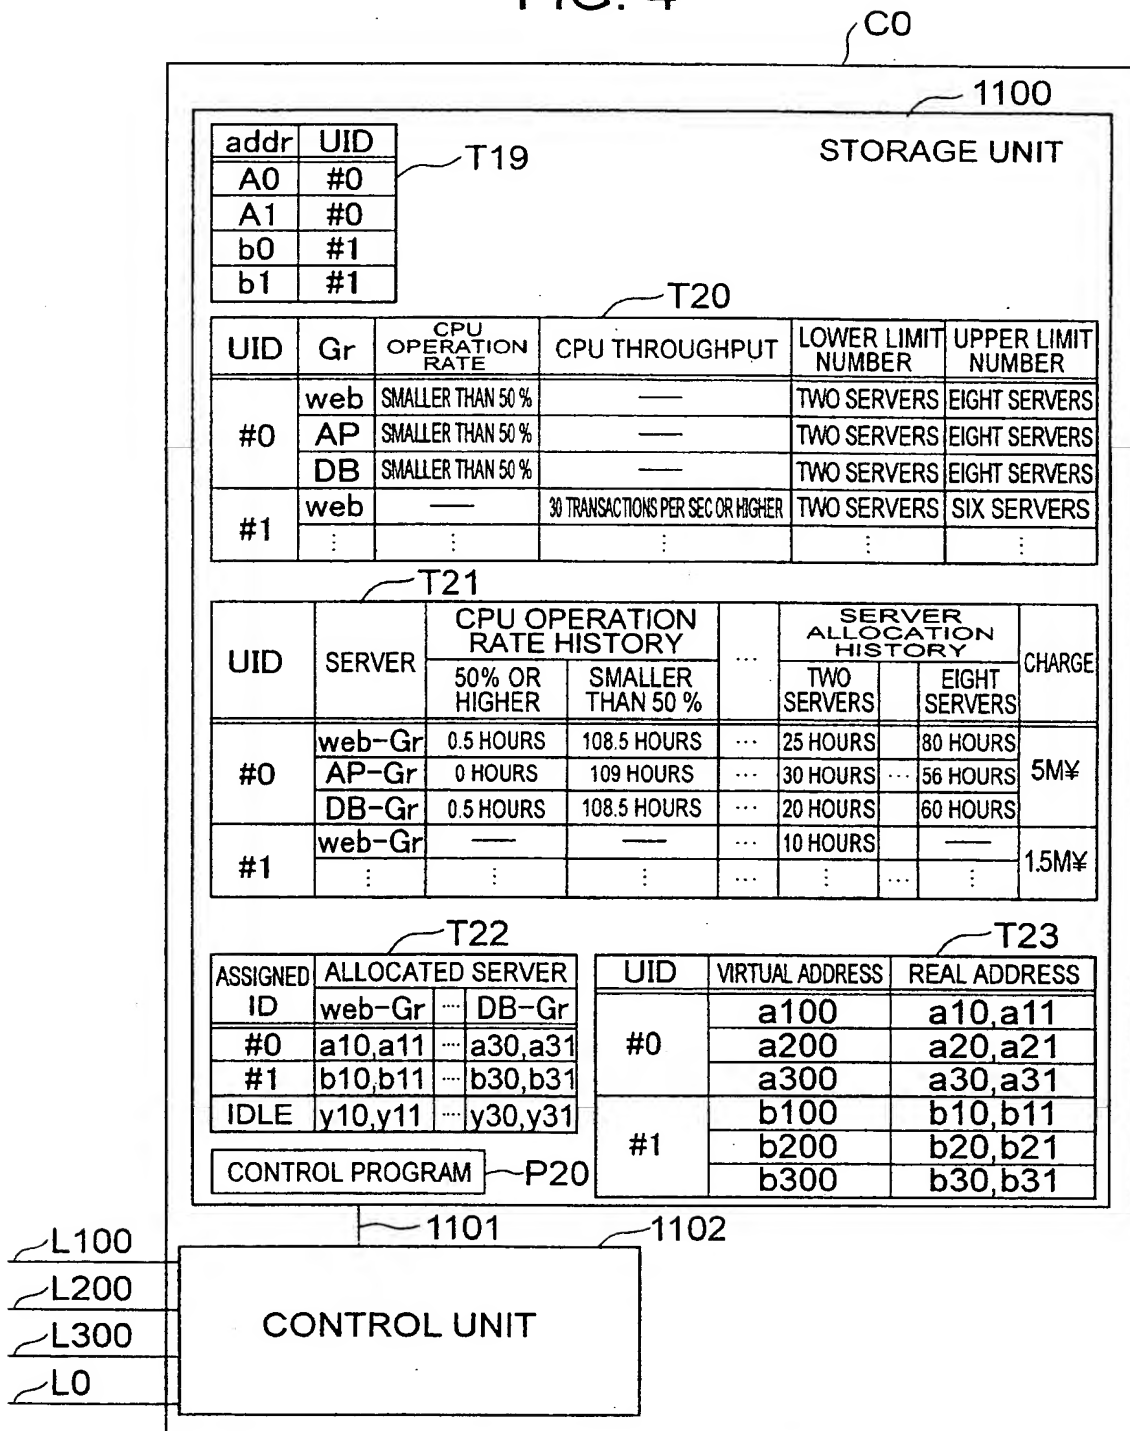 FIG. 4
C0
1100
STORAGE UNIT
addr UID
T19
A0 #0
A1 #0
b0 #1
b1 #1
T20
UID Gr CPU OPERATION RATE CPU THROUGHPUT LOWER LIMIT NUMBER UPPER LIMIT NUMBER
#0 web SMALLER THAN 50 % — TWO SERVERS EIGHT SERVERS
AP SMALLER THAN 50 % — TWO SERVERS EIGHT SERVERS
DB SMALLER THAN 50 % — TWO SERVERS EIGHT SERVERS
#1 web — 30 TRANSACTIONS PER SEC OR HIGHER TWO SERVERS SIX SERVERS
⋮ ⋮ ⋮ ⋮ ⋮
T21
UID SERVER CPU OPERATION RATE HISTORY ... SERVER ALLOCATION HISTORY CHARGE
50% OR HIGHER SMALLER THAN 50 % TWO SERVERS EIGHT SERVERS
#0 web-Gr 0.5 HOURS 108.5 HOURS ... 25 HOURS 80 HOURS 5M¥
AP-Gr 0 HOURS 109 HOURS ... 30 HOURS ... 56 HOURS
DB-Gr 0.5 HOURS 108.5 HOURS ... 20 HOURS 60 HOURS
#1 web-Gr — — ... 10 HOURS — 1.5M¥
⋮ ⋮ ⋮ ... ⋮ ... ⋮
T22
ASSIGNED ID ALLOCATED SERVER
web-Gr ... DB-Gr
#0 a10,a11 ... a30,a31
#1 b10,b11 ... b30,b31
IDLE y10,y11 ... y30,y31
CONTROL PROGRAM P20
T23
UID VIRTUAL ADDRESS REAL ADDRESS
#0 a100 a10,a11
a200 a20,a21
a300 a30,a31
#1 b100 b10,b11
b200 b20,b21
b300 b30,b31
1101
1102
L100
L200
L300
L0
CONTROL UNIT